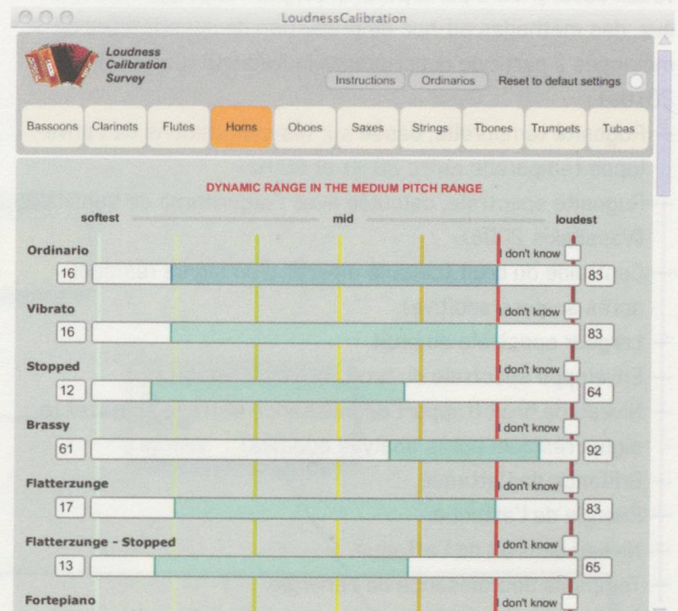 LoudnessCalibration
Loudness
Calibration
Survey
Instructions Ordinarios Reset to defaut settings
Bassoons Clarinets Flutes Horns Oboes Saxes Strings Tbones Trumpets Tubas
DYNAMIC RANGE IN THE MEDIUM PITCH RANGE
softest mid loudest
Ordinario
I don't know
16 83
Vibrato
I don't know
16 83
Stopped
I don't know
12 64
Brassy
I don't know
61 92
Flatterzunge
I don't know
17 83
Flatterzunge - Stopped
I don't know
13 65
Fortepiano
I don't know